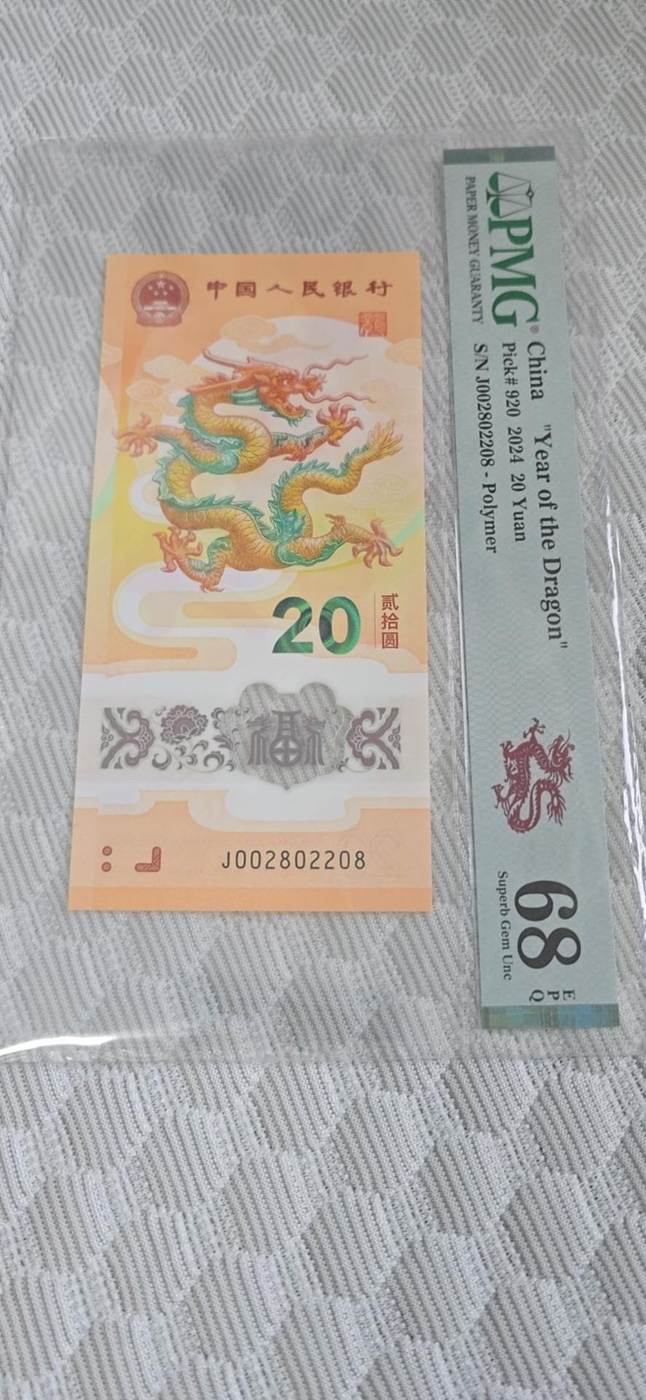 中国人民银行
20
贰拾圆
福
J002802208
PMG®
PAPER MONEY GUARANTY
China "Year of the Dragon"
Pick# 920 2024 20 Yuan
S/N J002802208 - Polymer
68
EPQ
Superb Gem Unc